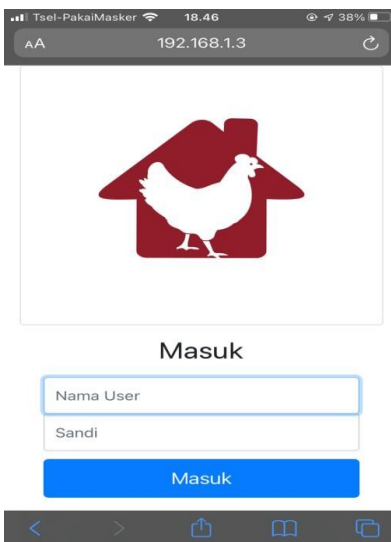 Tsel-PakaiMasker 18.46 38%
AA 192.168.1.3
Masuk
Nama User
Sandi
Masuk